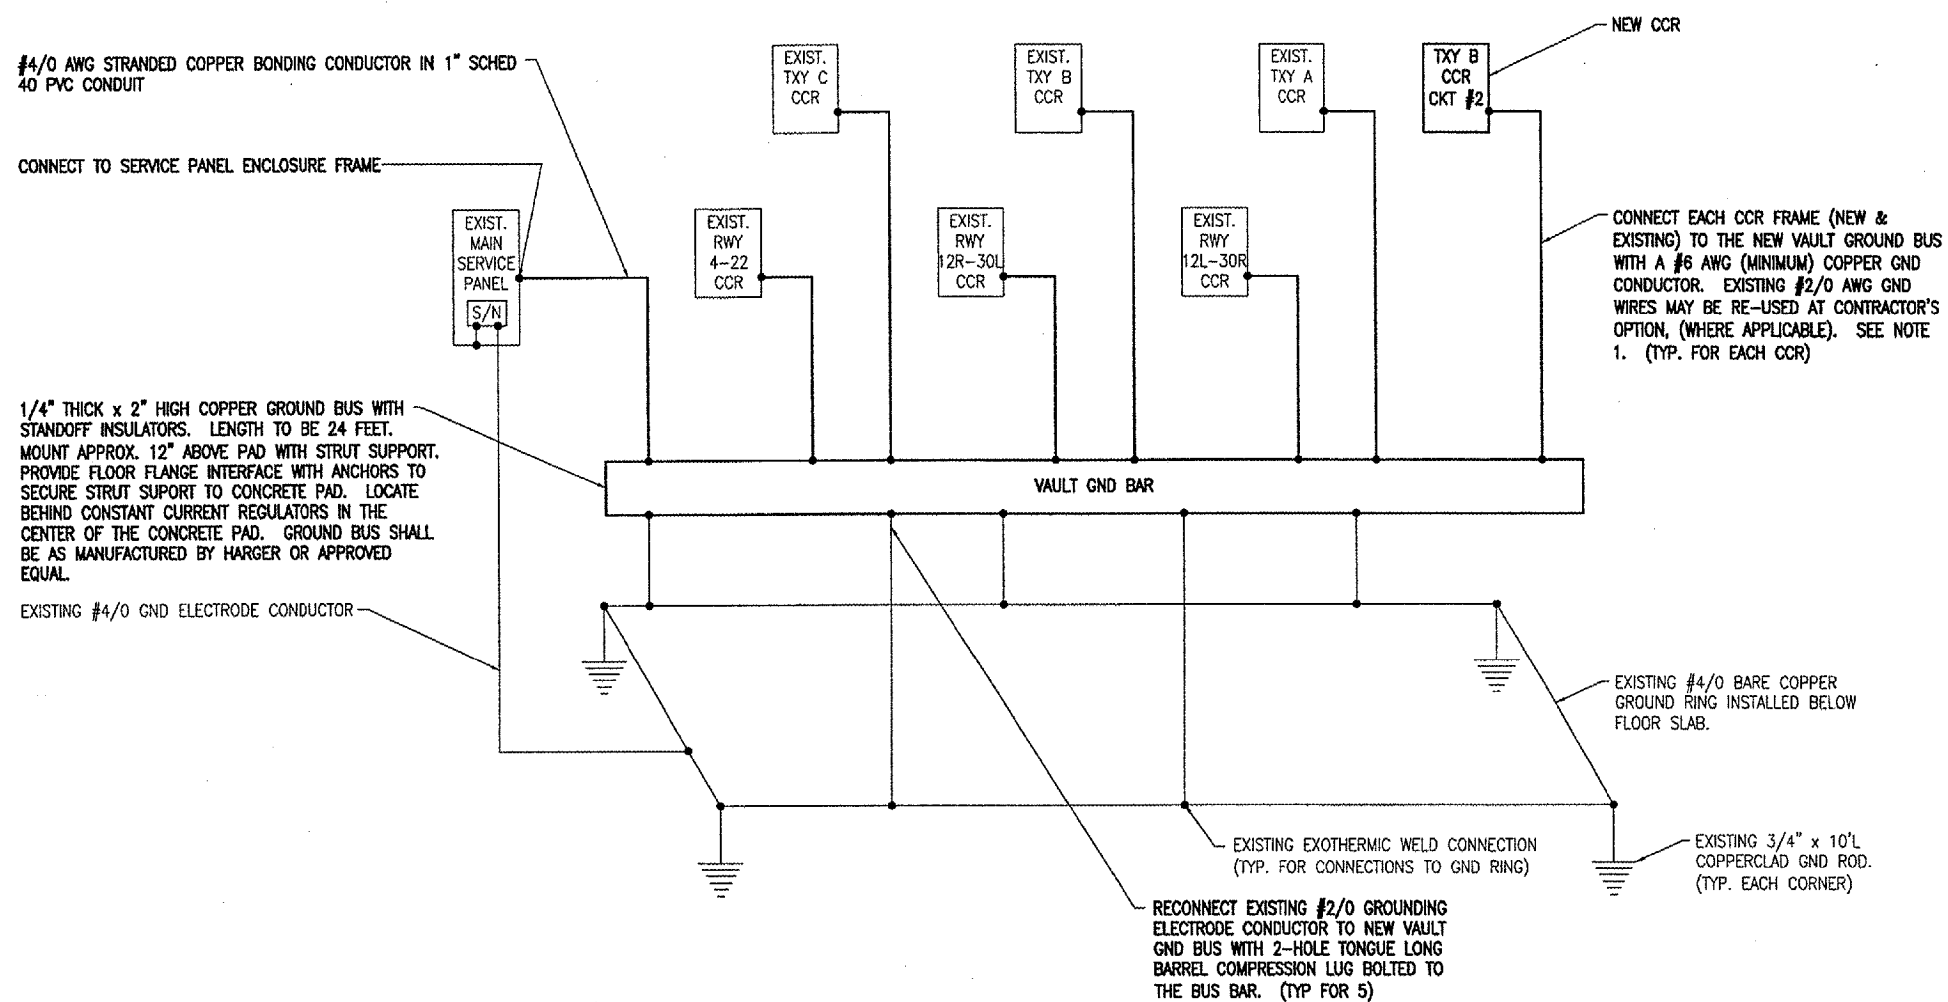 NEW CCR
#4/0 AWG STRANDED COPPER BONDING CONDUCTOR IN 1" SCHED
40 PVC CONDUIT
EXIST.
TXY C
CCR
EXIST.
TXY B
CCR
EXIST.
TXY A
CCR
TXY B
CCR
CKT #2
CONNECT TO SERVICE PANEL ENCLOSURE FRAME
EXIST.
MAIN
SERVICE
PANEL
S/N
EXIST.
RWY
4-22
CCR
EXIST.
RWY
12R-30L
CCR
EXIST.
RWY
12L-30R
CCR
CONNECT EACH CCR FRAME (NEW &
EXISTING) TO THE NEW VAULT GROUND BUS
WITH A #6 AWG (MINIMUM) COPPER GND
CONDUCTOR. EXISTING #2/0 AWG GND
WIRES MAY BE RE-USED AT CONTRACTOR'S
OPTION, (WHERE APPLICABLE). SEE NOTE
1. (TYP. FOR EACH CCR)
1/4" THICK x 2" HIGH COPPER GROUND BUS WITH
STANDOFF INSULATORS. LENGTH TO BE 24 FEET.
MOUNT APPROX. 12" ABOVE PAD WITH STRUT SUPPORT.
PROVIDE FLOOR FLANGE INTERFACE WITH ANCHORS TO
SECURE STRUT SUPORT TO CONCRETE PAD. LOCATE
BEHIND CONSTANT CURRENT REGULATORS IN THE
CENTER OF THE CONCRETE PAD. GROUND BUS SHALL
BE AS MANUFACTURED BY HARGER OR APPROVED
EQUAL.
VAULT GND BAR
EXISTING #4/0 GND ELECTRODE CONDUCTOR
EXISTING #4/0 BARE COPPER
GROUND RING INSTALLED BELOW
FLOOR SLAB.
EXISTING EXOTHERMIC WELD CONNECTION
(TYP. FOR CONNECTIONS TO GND RING)
EXISTING 3/4" x 10'L
COPPERCLAD GND ROD.
(TYP. EACH CORNER)
RECONNECT EXISTING #2/0 GROUNDING
ELECTRODE CONDUCTOR TO NEW VAULT
GND BUS WITH 2-HOLE TONGUE LONG
BARREL COMPRESSION LUG BOLTED TO
THE BUS BAR. (TYP FOR 5)